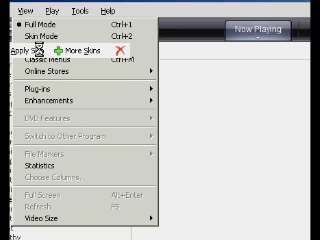 View Play Tools Help
Full Mode Ctrl+1
Skin Mode Ctrl+2
Now Playing
Apply More Skins
Classic Menus Ctrl+M
Online Stores
Plug-ins
Enhancements
DVD Features
Switch to Other Program
File Markers
Statistics
Choose Columns...
Full Screen Alt+Enter
Refresh F5
Video Size